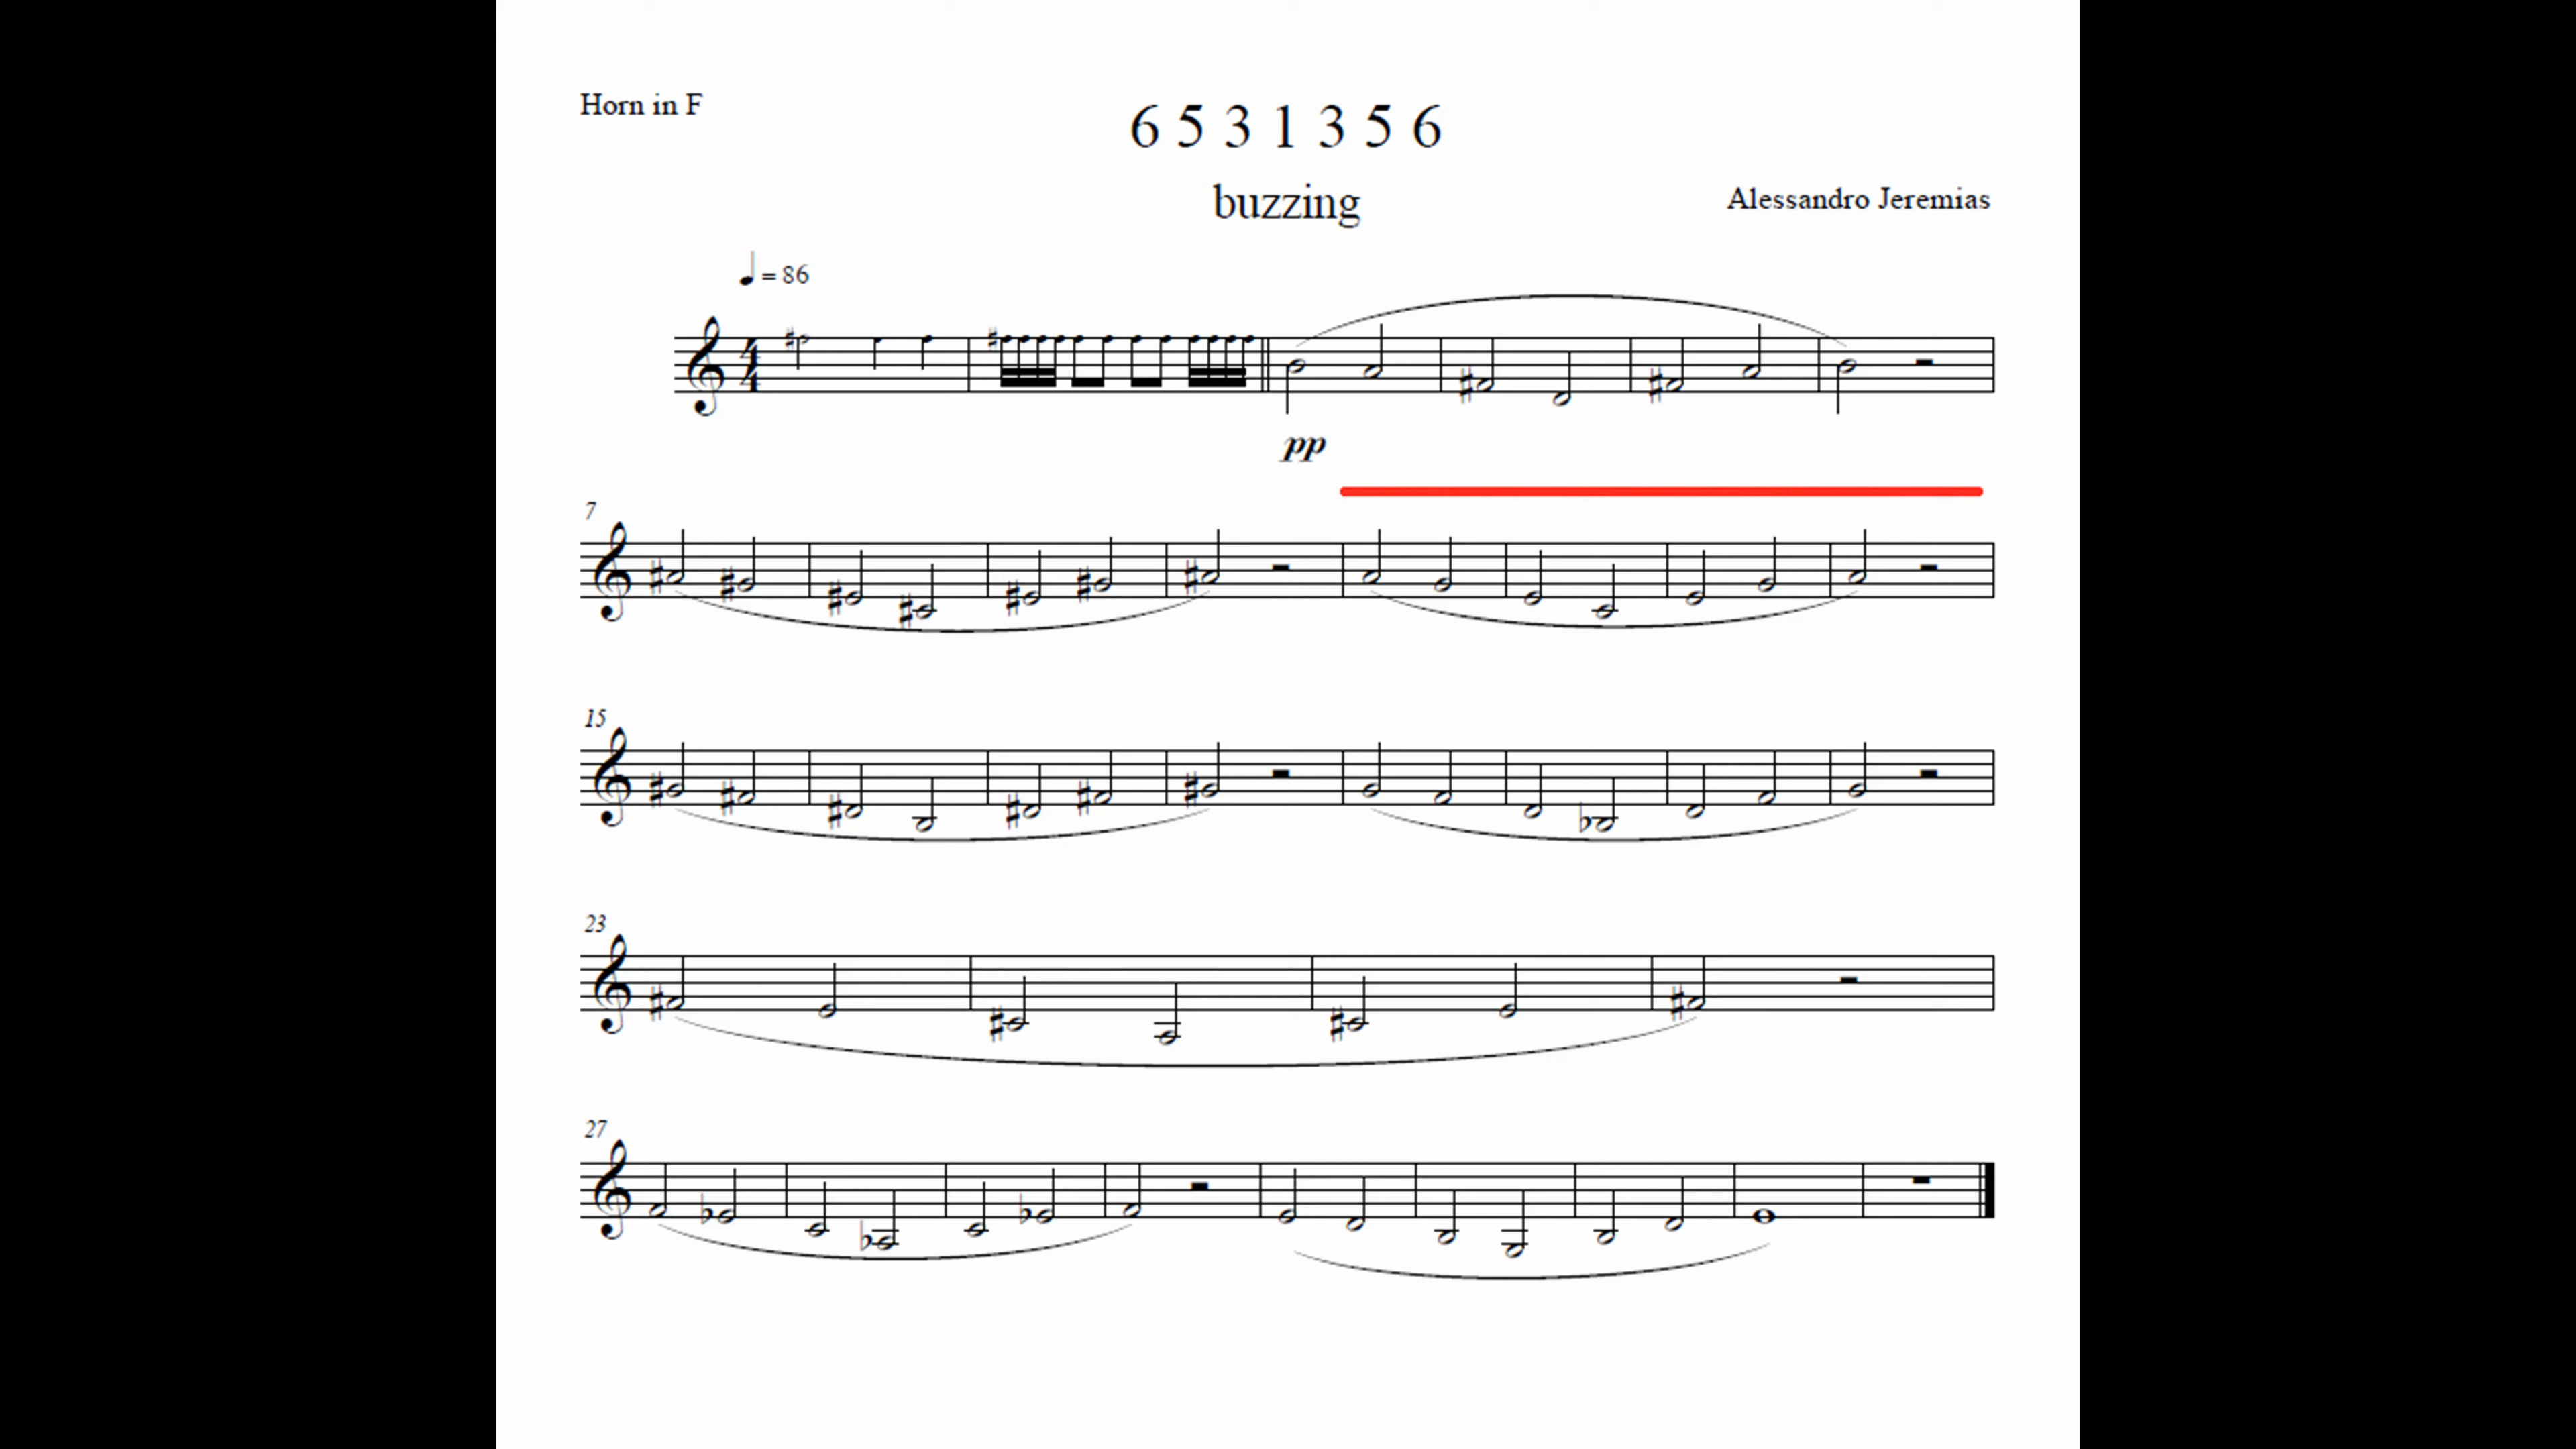 Horn in F
6 5 3 1 3 5 6
buzzing
Alessandro Jeremias
= 86
4
4
pp
7
15
23
27